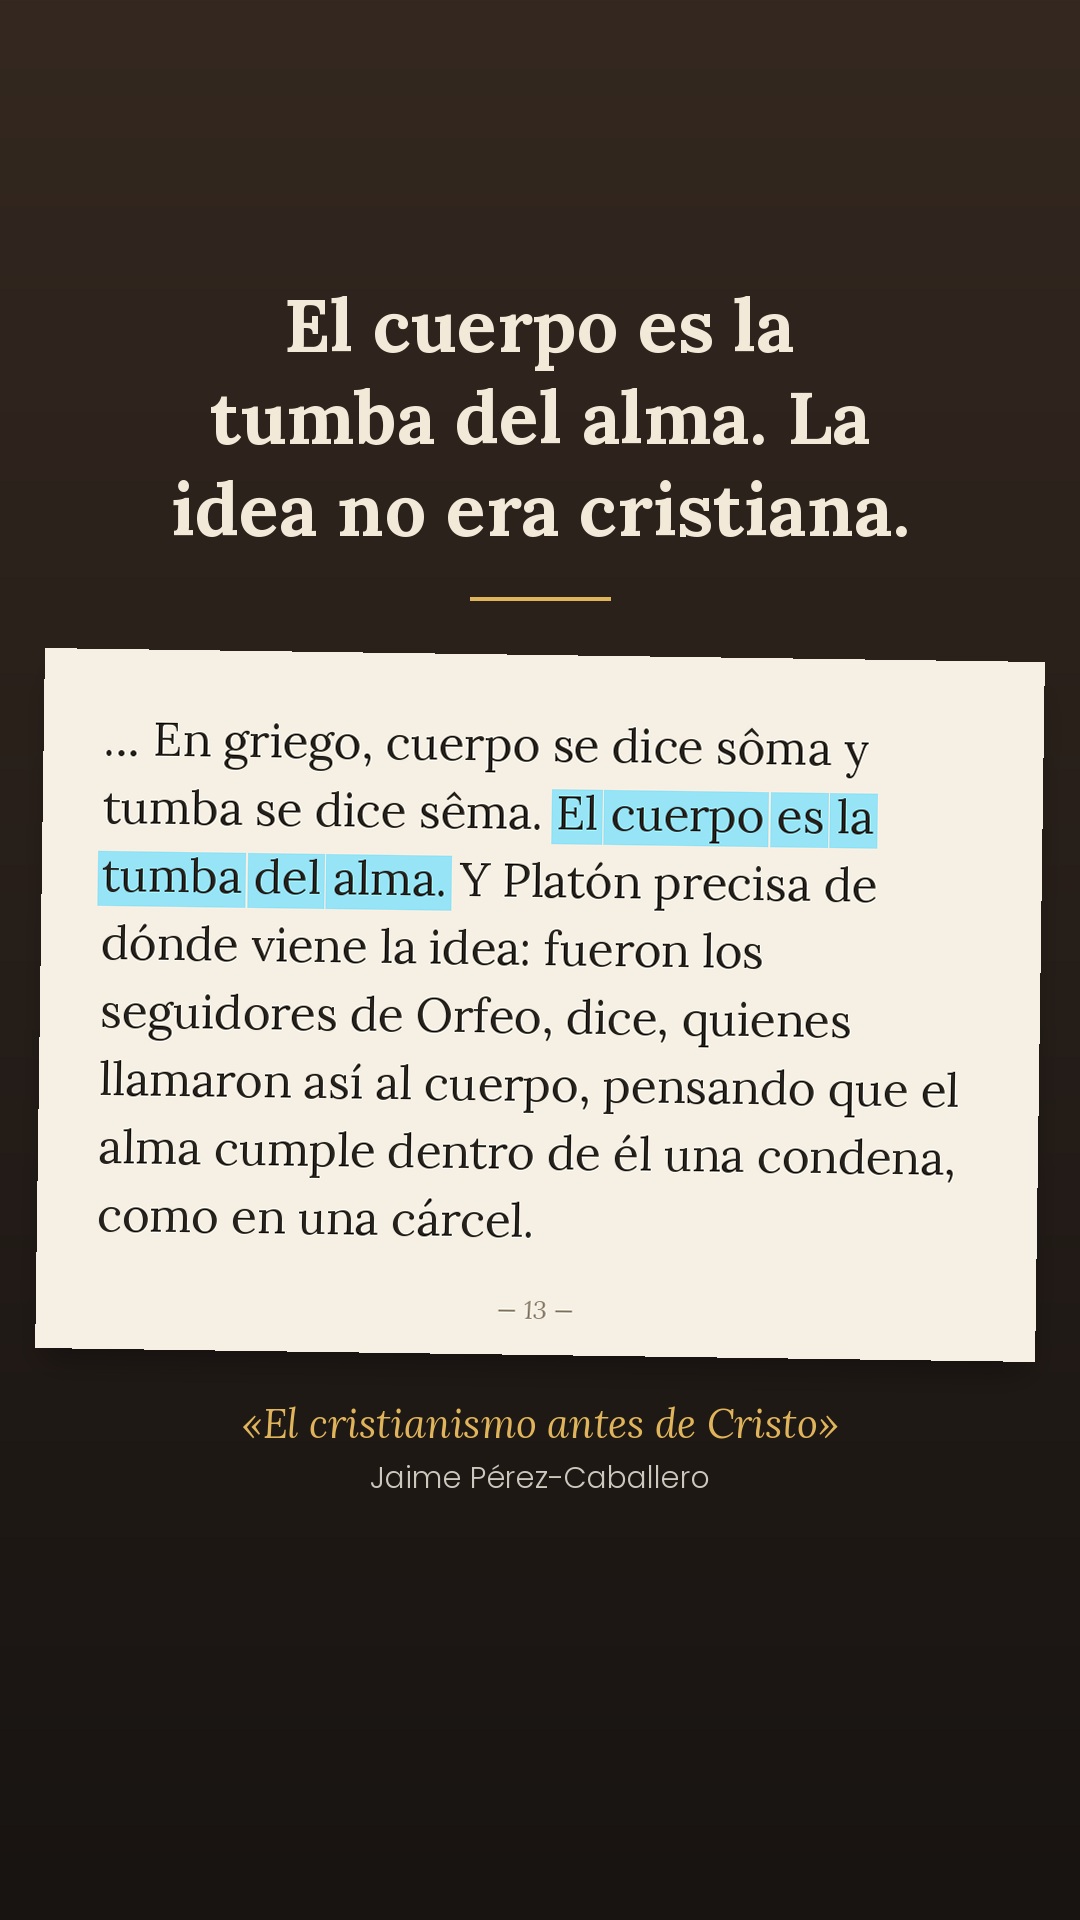 El cuerpo es la
tumba del alma. La
idea no era cristiana.
... En griego, cuerpo se dice sôma y
tumba se dice sêma. El cuerpo es la
tumba del alma. Y Platón precisa de
dónde viene la idea: fueron los
seguidores de Orfeo, dice, quienes
llamaron así al cuerpo, pensando que el
alma cumple dentro de él una condena,
como en una cárcel.
— 13 —
«El cristianismo antes de Cristo»
Jaime Pérez-Caballero